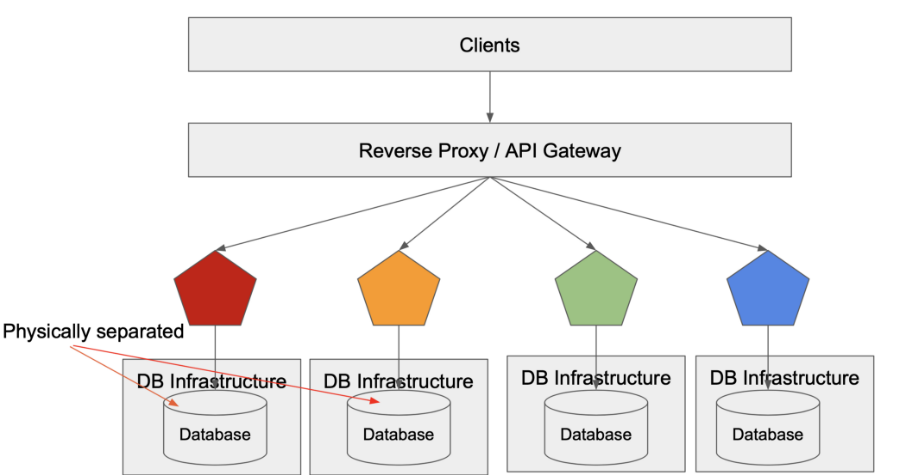 Clients
Reverse Proxy / API Gateway
Physically separated
DB Infrastructure
DB Infrastructure
DB Infrastructure
DB Infrastructure
Database
Database
Database
Database